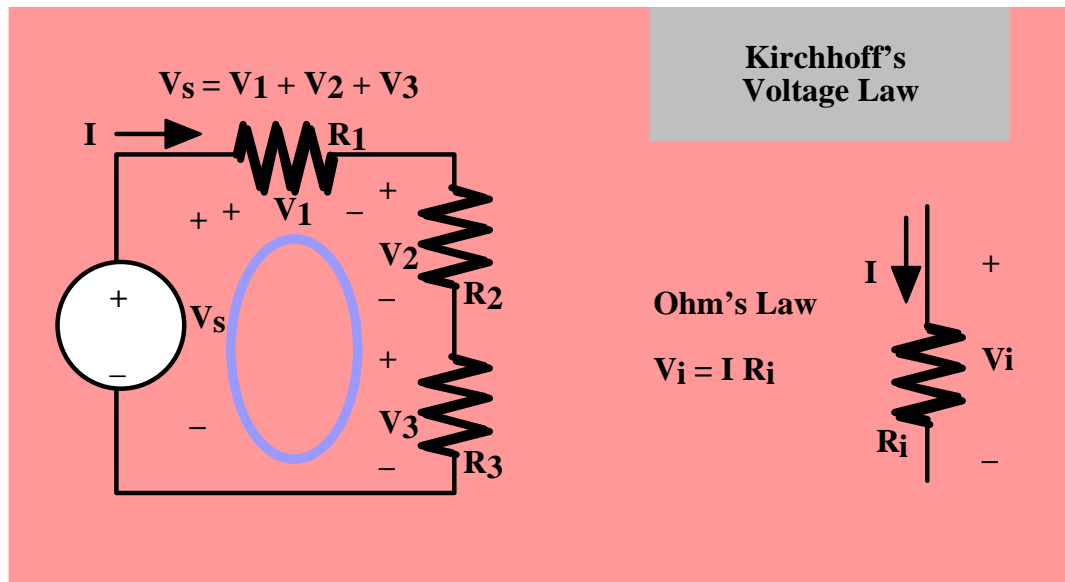 Kirchhoff's
Voltage Law
Vs = V1 + V2 + V3
I
R1
+ + V1 −
+
V2
−
R2
+
−
Vs
+
V3
−
R3
−
Ohm's Law
Vi = I Ri
I
+
Vi
Ri
−